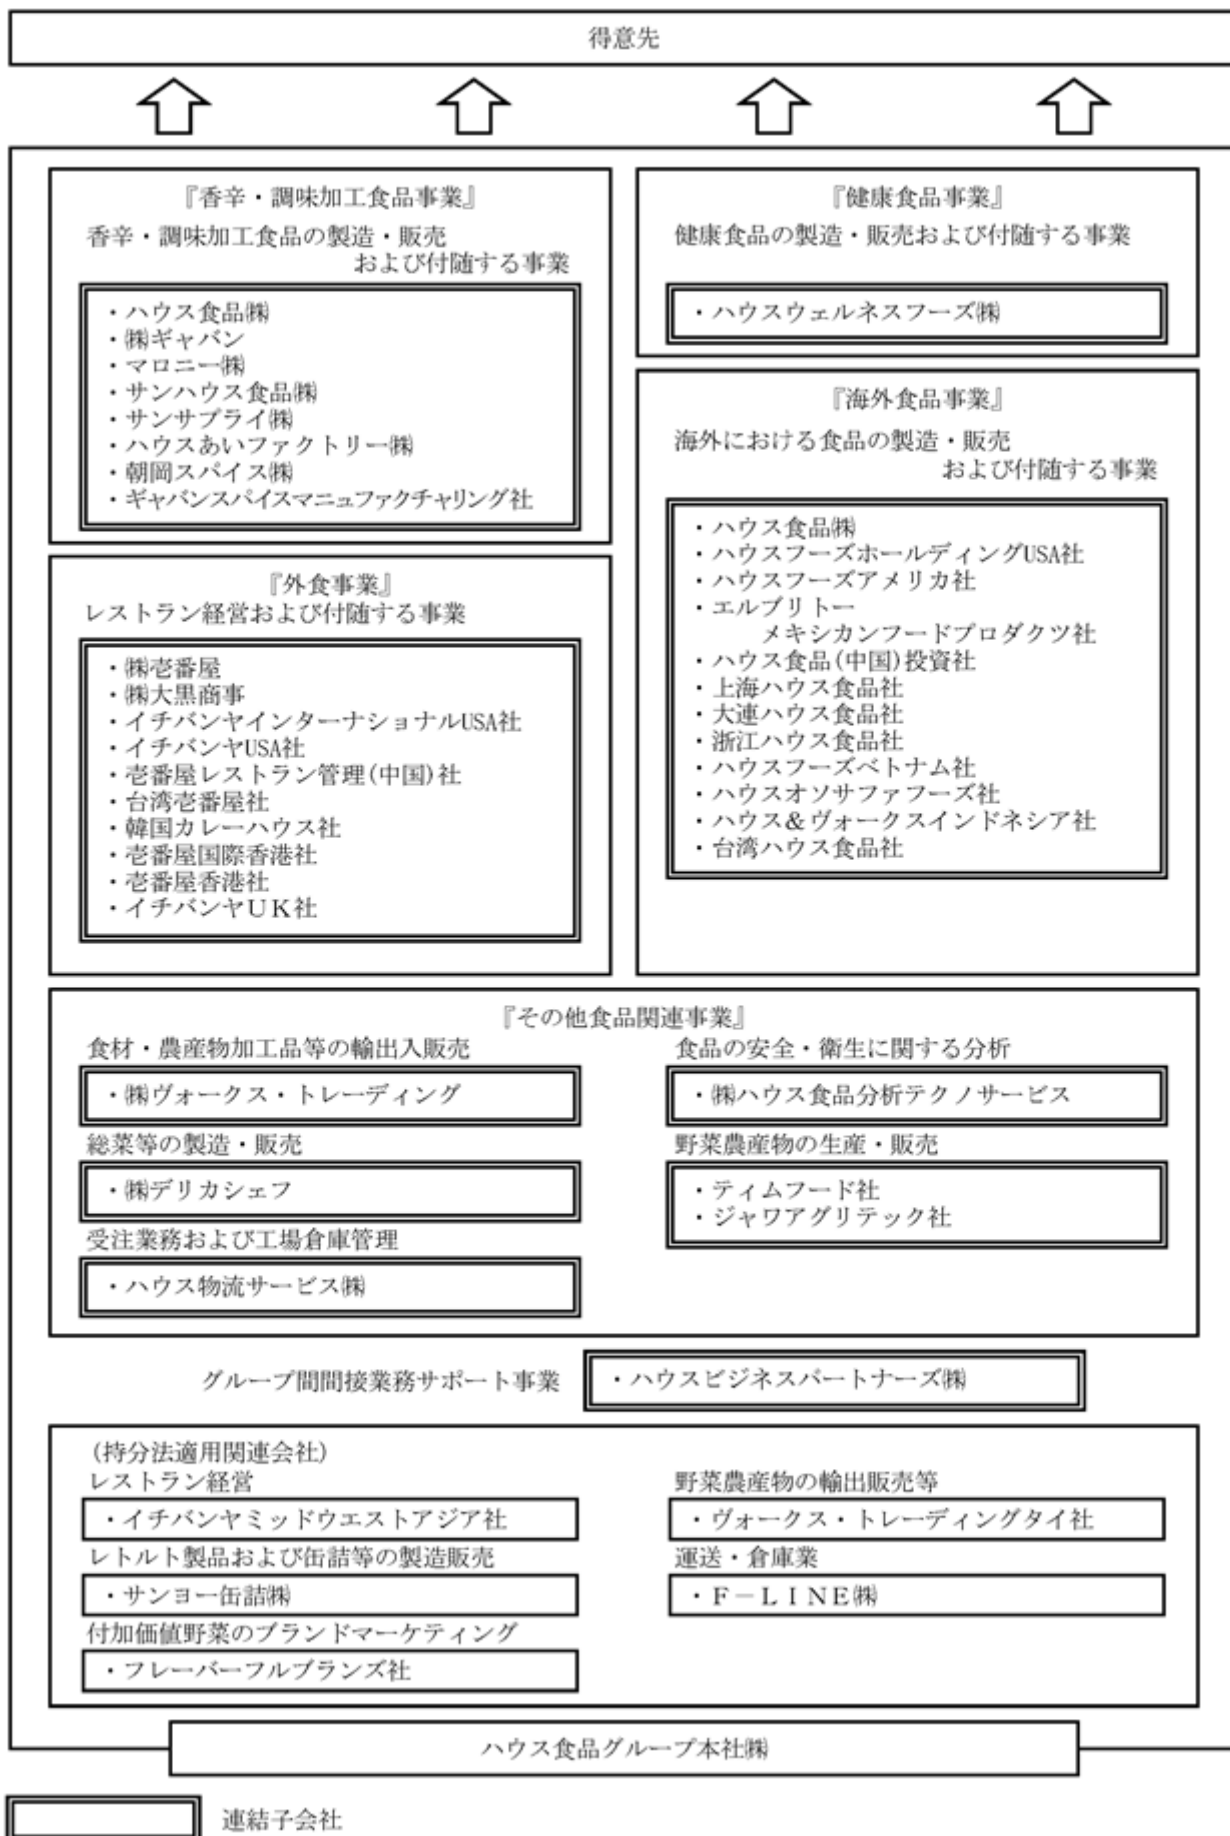 得意先
『香辛・調味加工食品事業』
香辛・調味加工食品の製造・販売
および付随する事業
・ハウス食品㈱
・㈱ギャバン
・マロニー㈱
・サンハウス食品㈱
・サンサプライ㈱
・ハウスあいファクトリー㈱
・朝岡スパイス㈱
・ギャバンスパイスマニュファクチャリング社
『外食事業』
レストラン経営および付随する事業
・㈱壱番屋
・㈱大黒商事
・イチバンヤインターナショナルUSA社
・イチバンヤUSA社
・壱番屋レストラン管理(中国)社
・台湾壱番屋社
・韓国カレーハウス社
・壱番屋国際香港社
・壱番屋香港社
・イチバンヤUK社
『健康食品事業』
健康食品の製造・販売および付随する事業
・ハウスウェルネスフーズ㈱
『海外食品事業』
海外における食品の製造・販売
および付随する事業
・ハウス食品㈱
・ハウスフーズホールディングUSA社
・ハウスフーズアメリカ社
・エルブリトー
メキシカンフードプロダクツ社
・ハウス食品(中国)投資社
・上海ハウス食品社
・大連ハウス食品社
・浙江ハウス食品社
・ハウスフーズベトナム社
・ハウスオソサファフーズ社
・ハウス&ヴォークスインドネシア社
・台湾ハウス食品社
『その他食品関連事業』
食材・農産物加工品等の輸出入販売
・㈱ヴォークス・トレーディング
総菜等の製造・販売
・㈱デリカシェフ
受注業務および工場倉庫管理
・ハウス物流サービス㈱
食品の安全・衛生に関する分析
・㈱ハウス食品分析テクノサービス
野菜農産物の生産・販売
・ティムフード社
・ジャワアグリテック社
グループ間間接業務サポート事業
・ハウスビジネスパートナーズ㈱
(持分法適用関連会社)
レストラン経営
・イチバンヤミッドウエストアジア社
レトルト製品および缶詰等の製造販売
・サンヨー缶詰㈱
付加価値野菜のブランドマーケティング
・フレーバーフルブランズ社
野菜農産物の輸出販売等
・ヴォークス・トレーディングタイ社
運送・倉庫業
・F-LINE㈱
ハウス食品グループ本社㈱
連結子会社